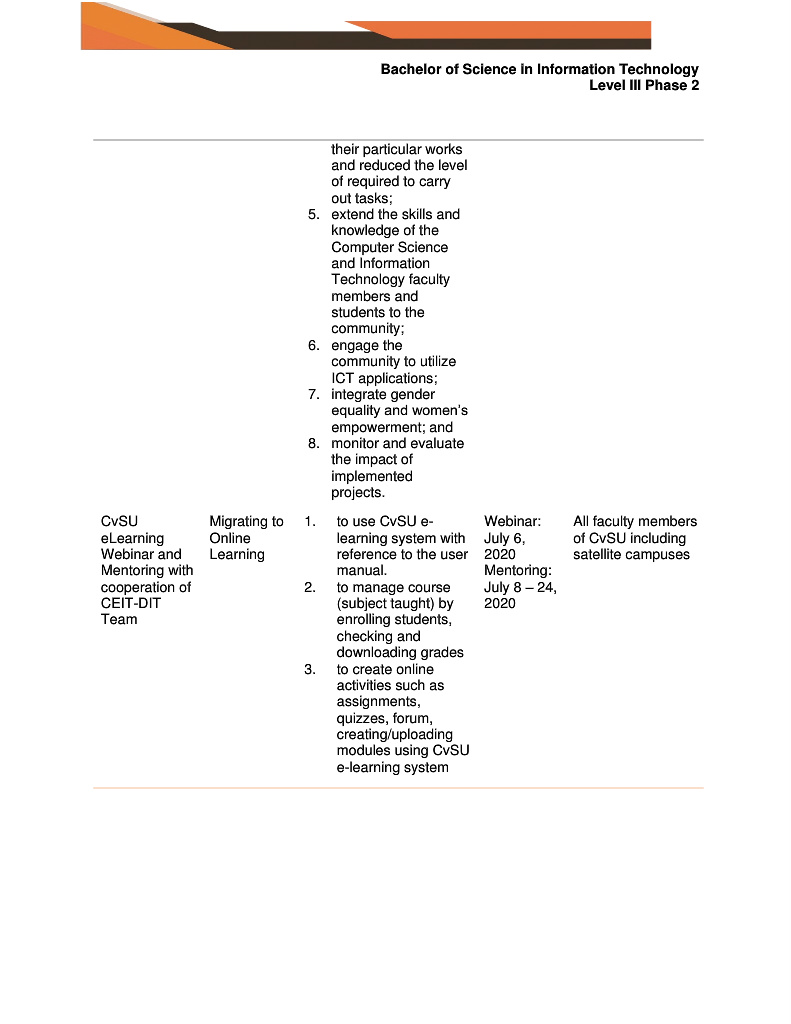 Bachelor of Science in Information Technology
Level III Phase 2
their particular works
and reduced the level
of required to carry
out tasks;
5. extend the skills and
knowledge of the
Computer Science
and Information
Technology faculty
members and
students to the
community;
6. engage the
community to utilize
ICT applications;
7. integrate gender
equality and women's
empowerment; and
8. monitor and evaluate
the impact of
implemented
projects.
CvSU
eLearning
Webinar and
Mentoring with
cooperation of
CEIT-DIT
Team
Migrating to
Online
Learning
1. to use CvSU e-
learning system with
reference to the user
manual.
2. to manage course
(subject taught) by
enrolling students,
checking and
downloading grades
3. to create online
activities such as
assignments,
quizzes, forum,
creating/uploading
modules using CvSU
e-learning system
Webinar:
July 6,
2020
Mentoring:
July 8 – 24,
2020
All faculty members
of CvSU including
satellite campuses